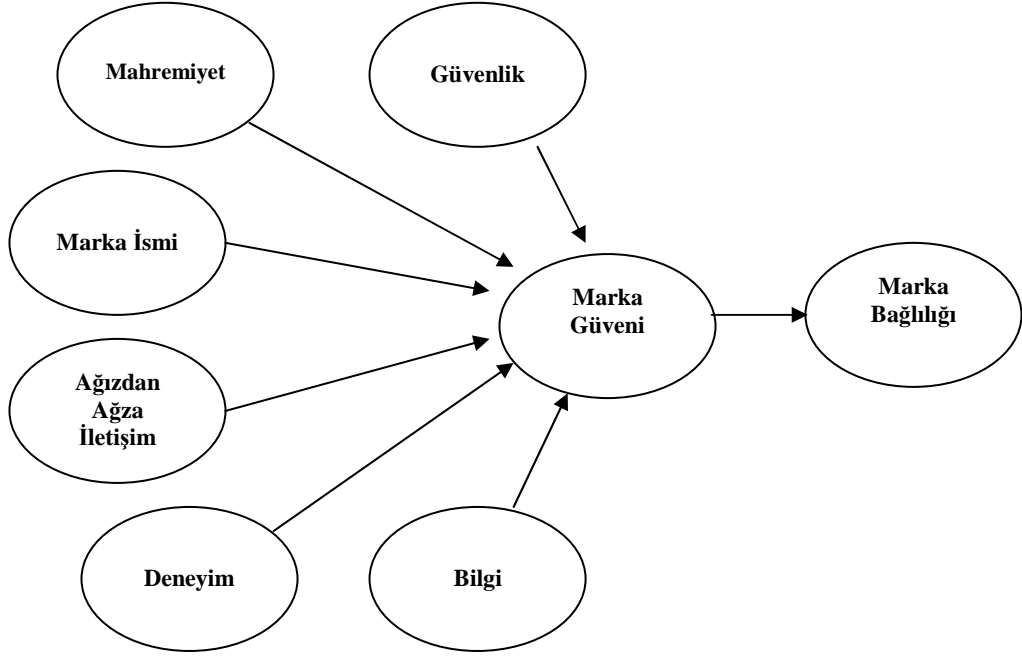 Mahremiyet
Güvenlik
Marka İsmi
Marka
Güveni
Marka
Bağlılığı
Ağızdan
Ağza
İletişim
Deneyim
Bilgi